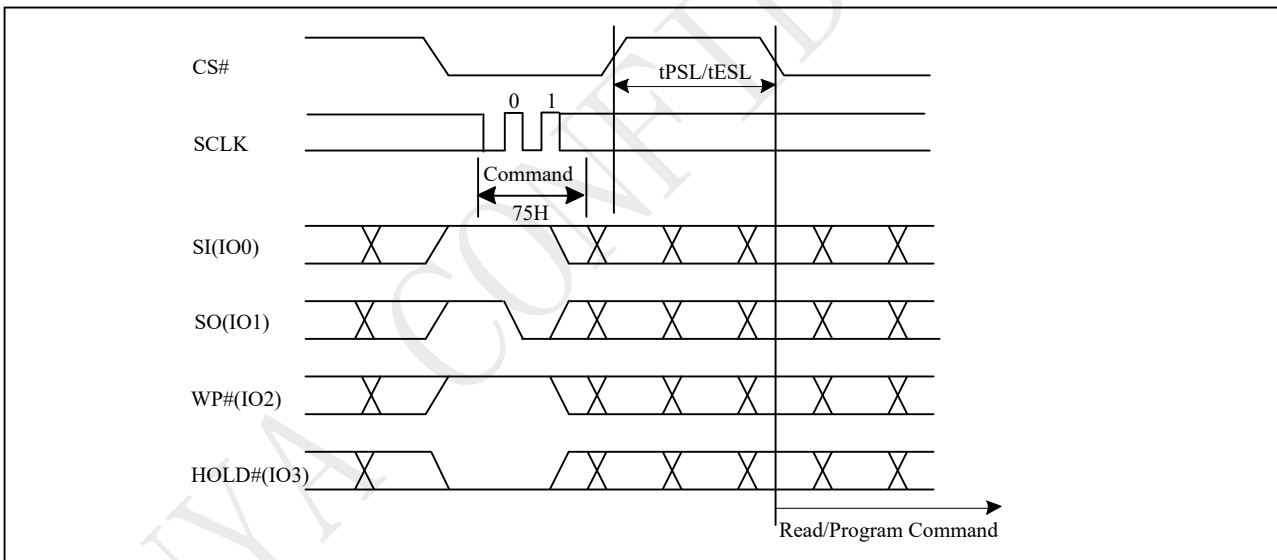 CS#
tPSL/tESL
0 1
SCLK
Command
75H
SI(IO0)
SO(IO1)
WP#(IO2)
HOLD#(IO3)
Read/Program Command